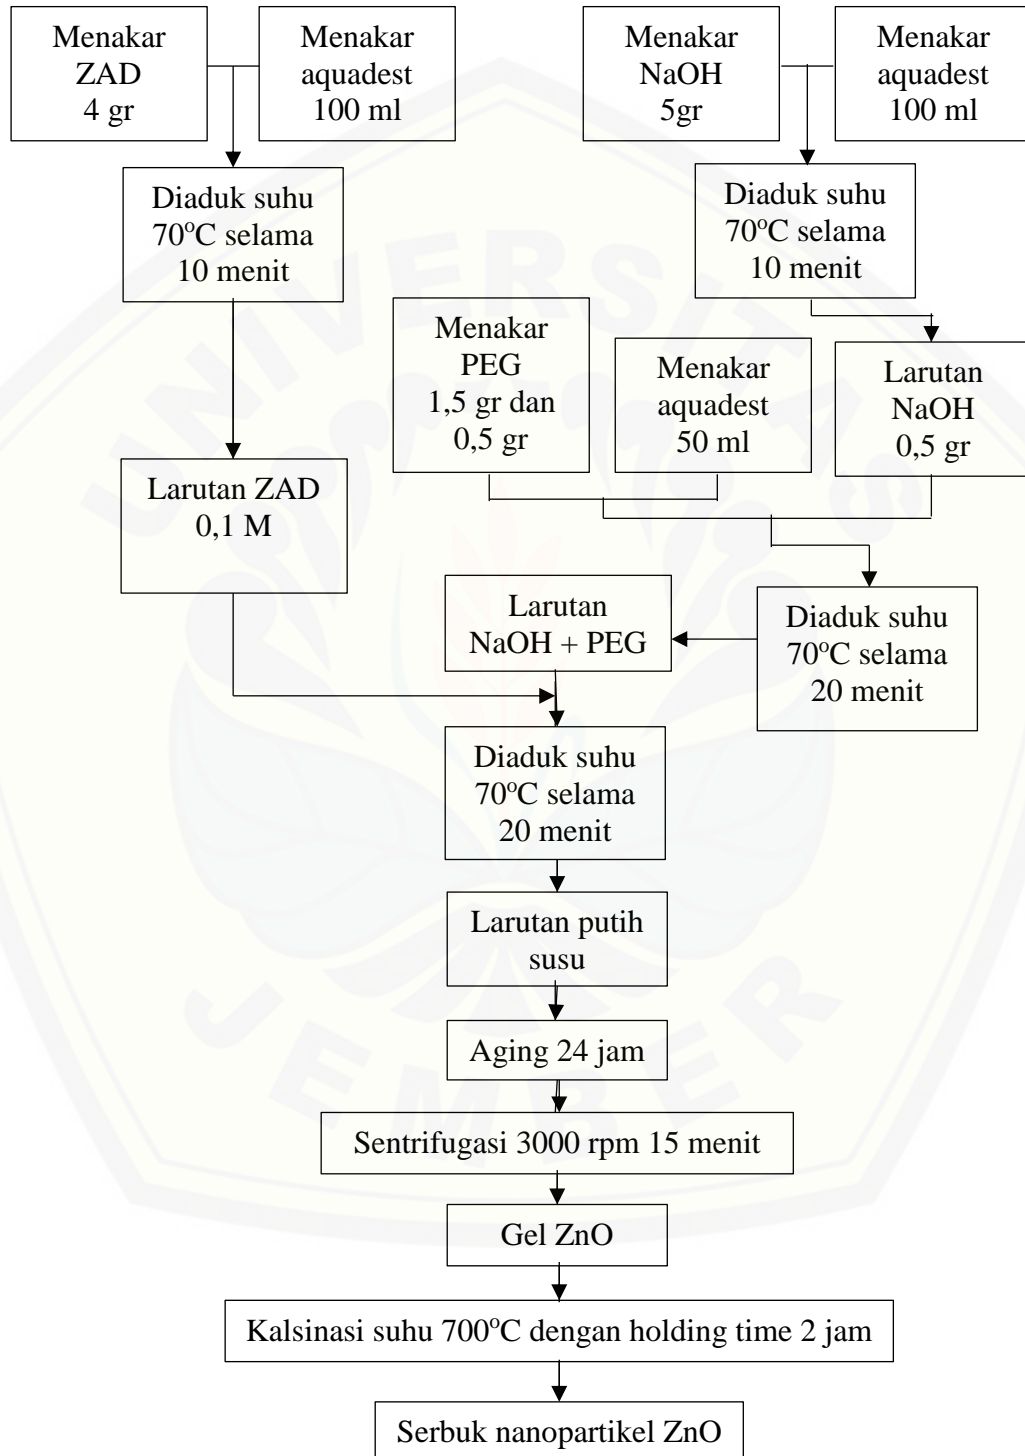 Menakar
ZAD
4 gr
Menakar
aquadest
100 ml
Menakar
NaOH
5gr
Menakar
aquadest
100 ml
Diaduk suhu
70°C selama
10 menit
Diaduk suhu
70°C selama
10 menit
Menakar
PEG
1,5 gr dan
0,5 gr
Menakar
aquadest
50 ml
Larutan
NaOH
0,5 gr
Larutan ZAD
0,1 M
Larutan
NaOH + PEG
Diaduk suhu
70°C selama
20 menit
Diaduk suhu
70°C selama
20 menit
Larutan putih
susu
Aging 24 jam
Sentrifugasi 3000 rpm 15 menit
Gel ZnO
Kalsinasi suhu 700°C dengan holding time 2 jam
Serbuk nanopartikel ZnO
UNIVERSITAS
JEMBER